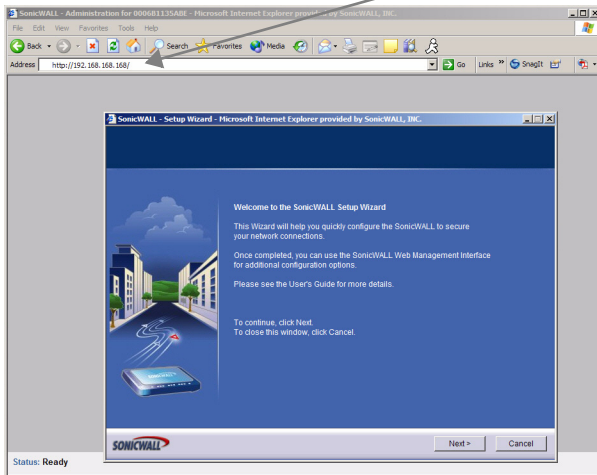 SonicWALL - Administration for 0006B1135A8E - Microsoft Internet Explorer provided by SonicWALL, INC.
File Edit View Favorites Tools Help
Back Search Favorites Media
Address http://192.168.168.168/ Go Links » SnagIt
SonicWALL - Setup Wizard - Microsoft Internet Explorer provided by SonicWALL, INC.
Welcome to the SonicWALL Setup Wizard
This Wizard will help you quickly configure the SonicWALL to secure
your network connections.
Once completed, you can use the SonicWALL Web Management Interface
for additional configuration options.
Please see the User's Guide for more details.
To continue, click Next.
To close this window, click Cancel.
SONICWALL
Next > Cancel
Status: Ready